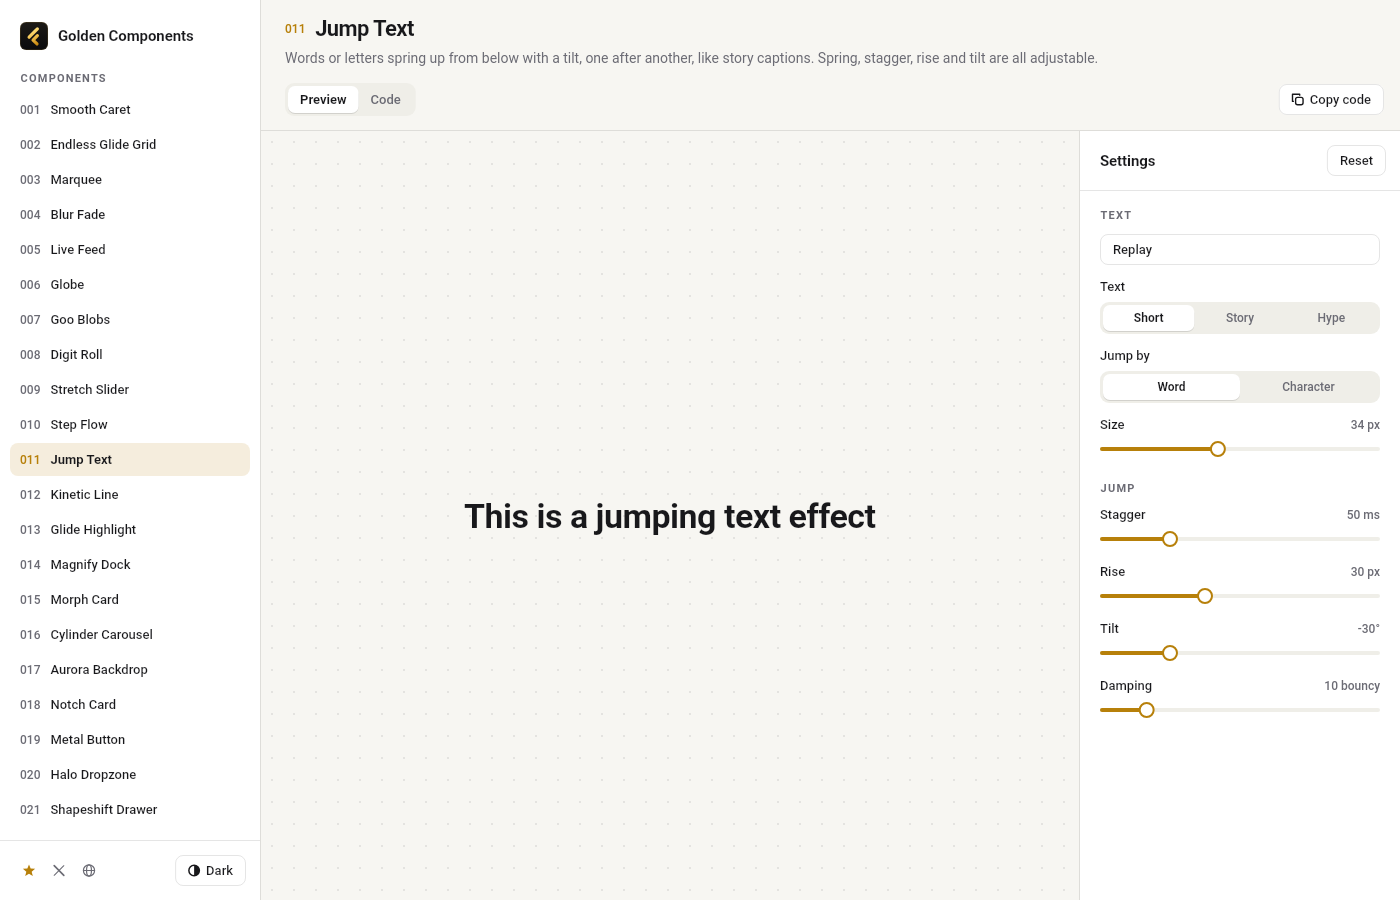 Golden Components
COMPONENTS
001 Smooth Caret
002 Endless Glide Grid
003 Marquee
004 Blur Fade
005 Live Feed
006 Globe
007 Goo Blobs
008 Digit Roll
009 Stretch Slider
010 Step Flow
011 Jump Text
012 Kinetic Line
013 Glide Highlight
014 Magnify Dock
015 Morph Card
016 Cylinder Carousel
017 Aurora Backdrop
018 Notch Card
019 Metal Button
020 Halo Dropzone
021 Shapeshift Drawer
Dark
011 Jump Text
Words or letters spring up from below with a tilt, one after another, like story captions. Spring, stagger, rise and tilt are all adjustable.
Preview Code
Copy code
This is a jumping text effect
Settings Reset
TEXT
Replay
Text
Short Story Hype
Jump by
Word Character
Size 34 px
JUMP
Stagger 50 ms
Rise 30 px
Tilt -30°
Damping 10 bouncy